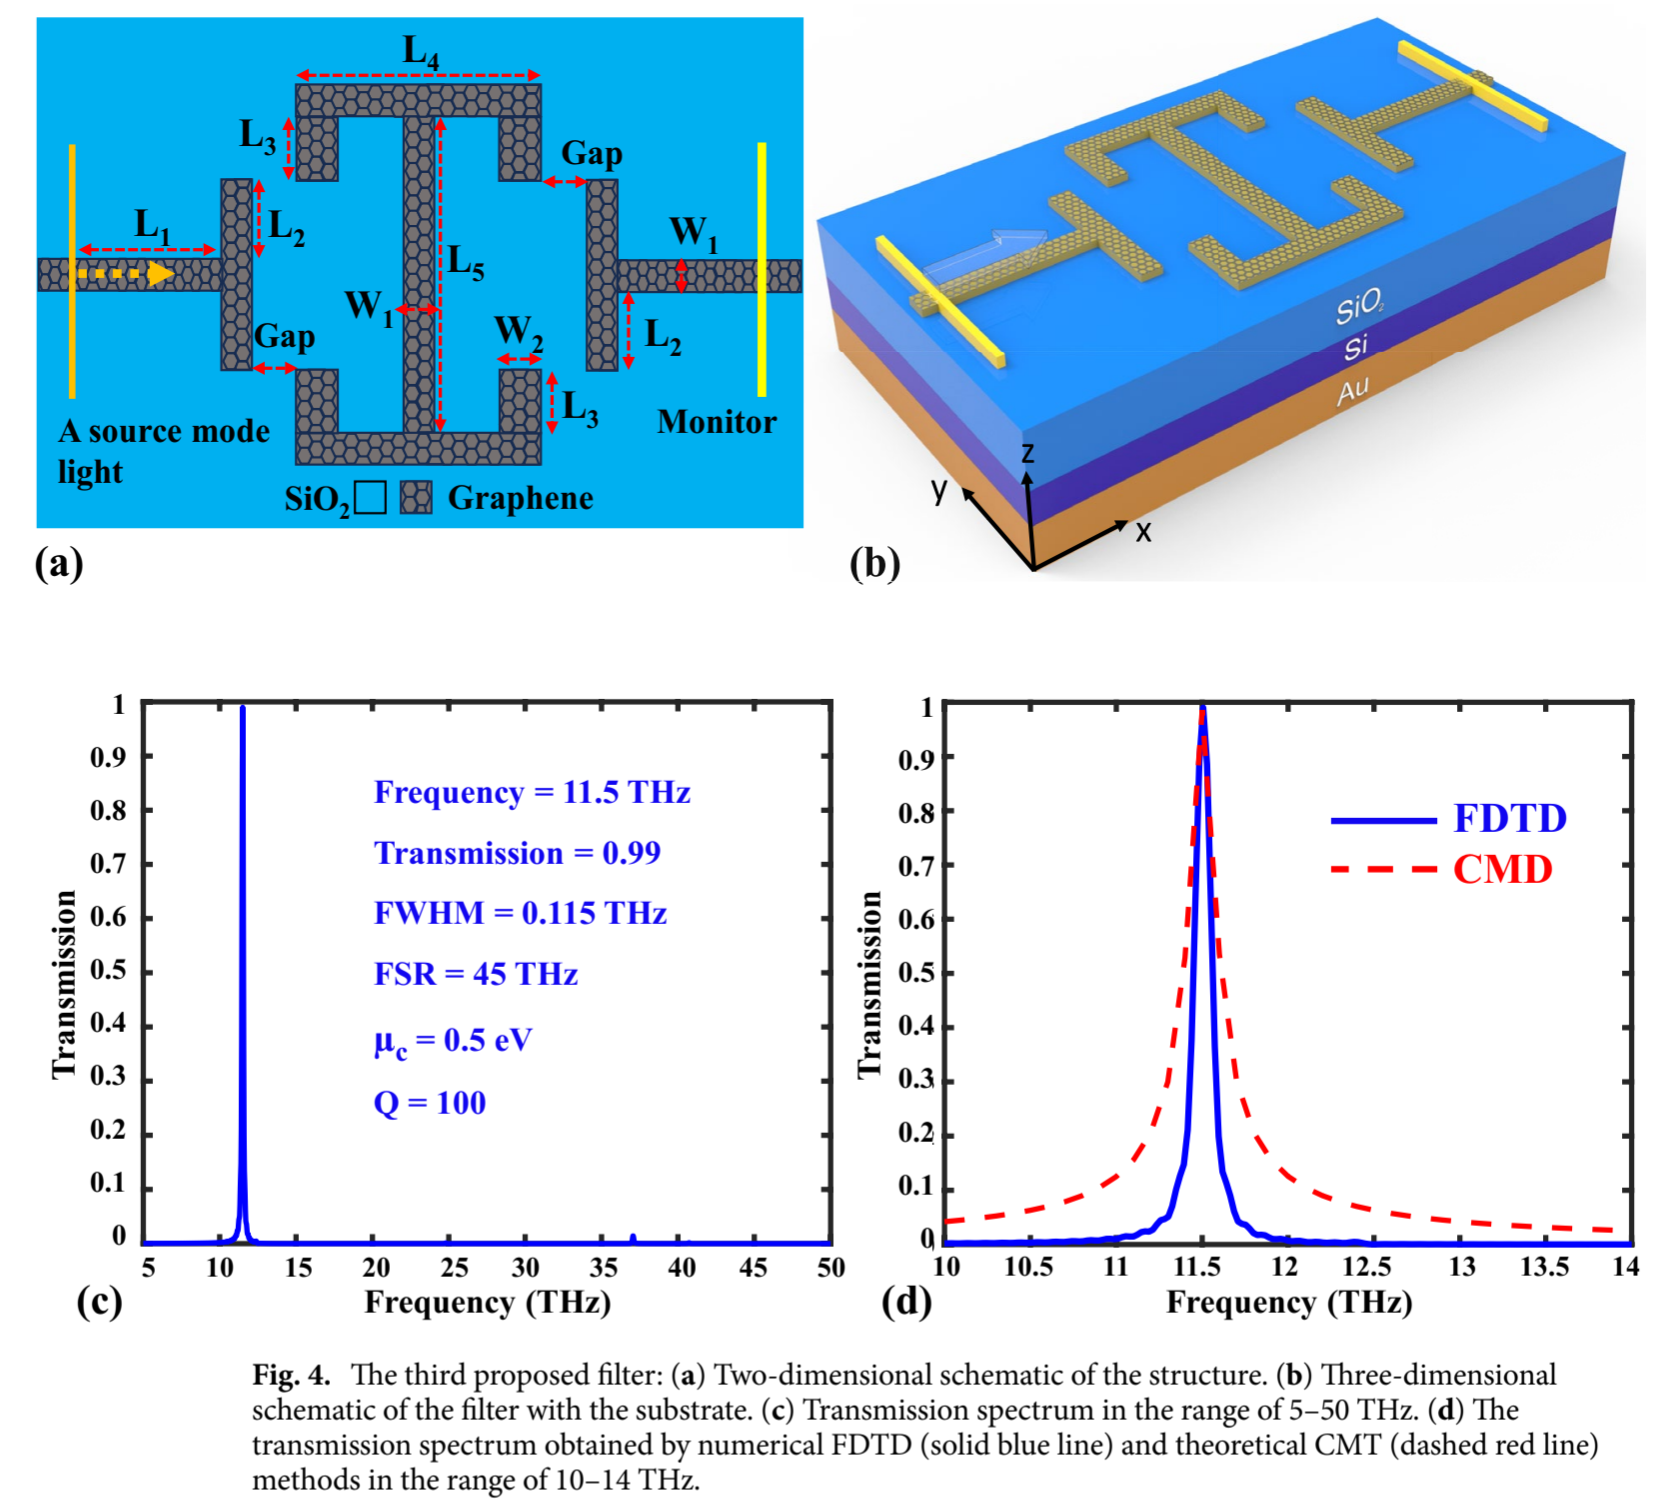 L4
L3
Gap
L1
L2
W1
L5
W1
Gap
W2
L2
L3
A source mode
light
Monitor
SiO2
Graphene
(a)
SiO2
Si
Au
z
y
x
(b)
1
0.9
0.8
0.7
0.6
0.5
0.4
0.3
0.2
0.1
0
Transmission
Frequency = 11.5 THz
Transmission = 0.99
FWHM = 0.115 THz
FSR = 45 THz
μc = 0.5 eV
Q = 100
5 10 15 20 25 30 35 40 45 50
(c)
Frequency (THz)
1
0.9
0.8
0.7
0.6
0.5
0.4
0.3
0.2
0.1
0
Transmission
FDTD
CMD
10 10.5 11 11.5 12 12.5 13 13.5 14
(d)
Frequency (THz)
Fig. 4. The third proposed filter: (a) Two-dimensional schematic of the structure. (b) Three-dimensional
schematic of the filter with the substrate. (c) Transmission spectrum in the range of 5–50 THz. (d) The
transmission spectrum obtained by numerical FDTD (solid blue line) and theoretical CMT (dashed red line)
methods in the range of 10–14 THz.